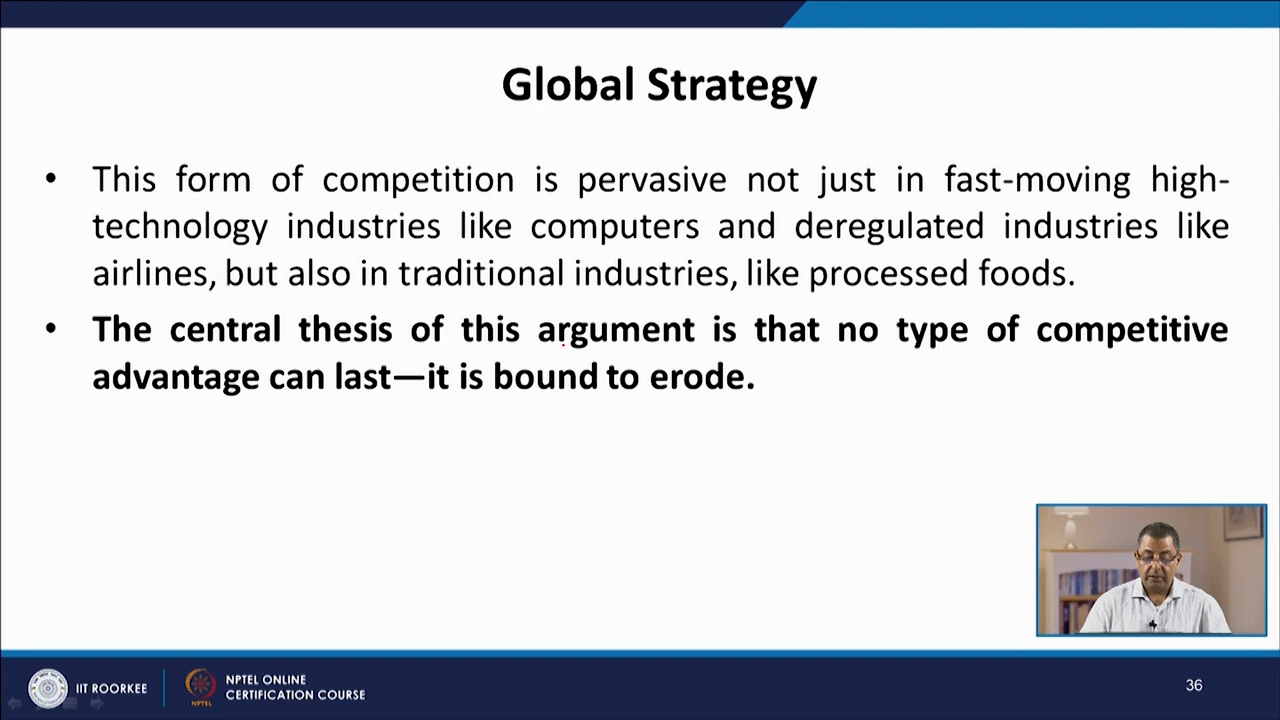 Global Strategy
• This form of competition is pervasive not just in fast-moving high-
technology industries like computers and deregulated industries like
airlines, but also in traditional industries, like processed foods.
• The central thesis of this argument is that no type of competitive
advantage can last—it is bound to erode.
IIT ROORKEE
NPTEL
NPTEL ONLINE
CERTIFICATION COURSE
36